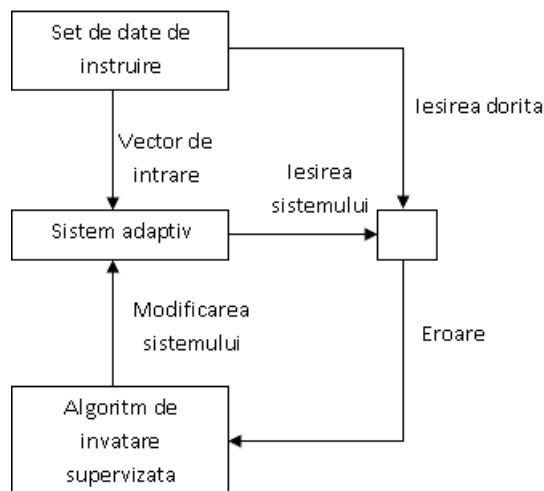 Set de date de
instruire
Iesirea dorita
Vector de
intrare
Iesirea
sistemului
Sistem adaptiv
Modificarea
sistemului
Eroare
Algoritm de
invatare
supervizata